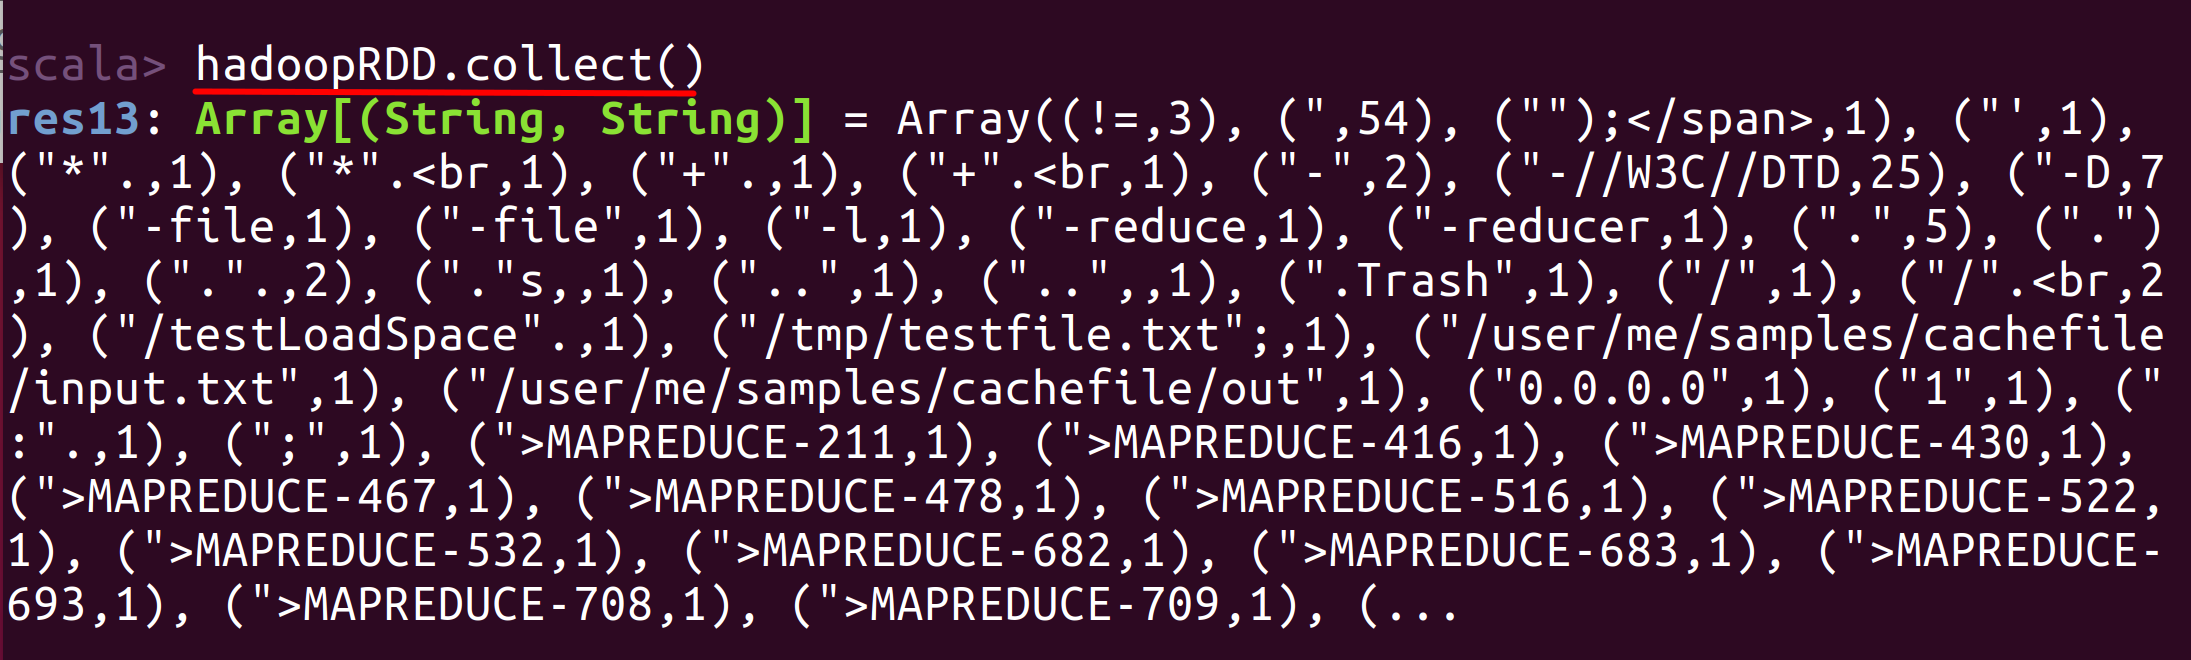 scala> hadoopRDD.collect()
res13: Array[(String, String)] = Array((!=,3), (",54), ("");</span>,1), ("',1),
("*".,1), ("*".<br,1), ("+".,1), ("+".<br,1), ("-",2), ("-//W3C//DTD,25), ("-D,7
), ("-file,1), ("-file",1), ("-l,1), ("-reduce,1), ("-reducer,1), (".",5), (".")
,1), (".".,2), ("."s,,1), ("..",1), ("..",,1), (".Trash",1), ("/",1), ("/".<br,2
), ("/testLoadSpace".,1), ("/tmp/testfile.txt";,1), ("/user/me/samples/cachefile
/input.txt",1), ("/user/me/samples/cachefile/out",1), ("0.0.0.0",1), ("1",1), ("
:".,1), (";",1), (">MAPREDUCE-211,1), (">MAPREDUCE-416,1), (">MAPREDUCE-430,1),
(">MAPREDUCE-467,1), (">MAPREDUCE-478,1), (">MAPREDUCE-516,1), (">MAPREDUCE-522,
1), (">MAPREDUCE-532,1), (">MAPREDUCE-682,1), (">MAPREDUCE-683,1), (">MAPREDUCE-
693,1), (">MAPREDUCE-708,1), (">MAPREDUCE-709,1), (...